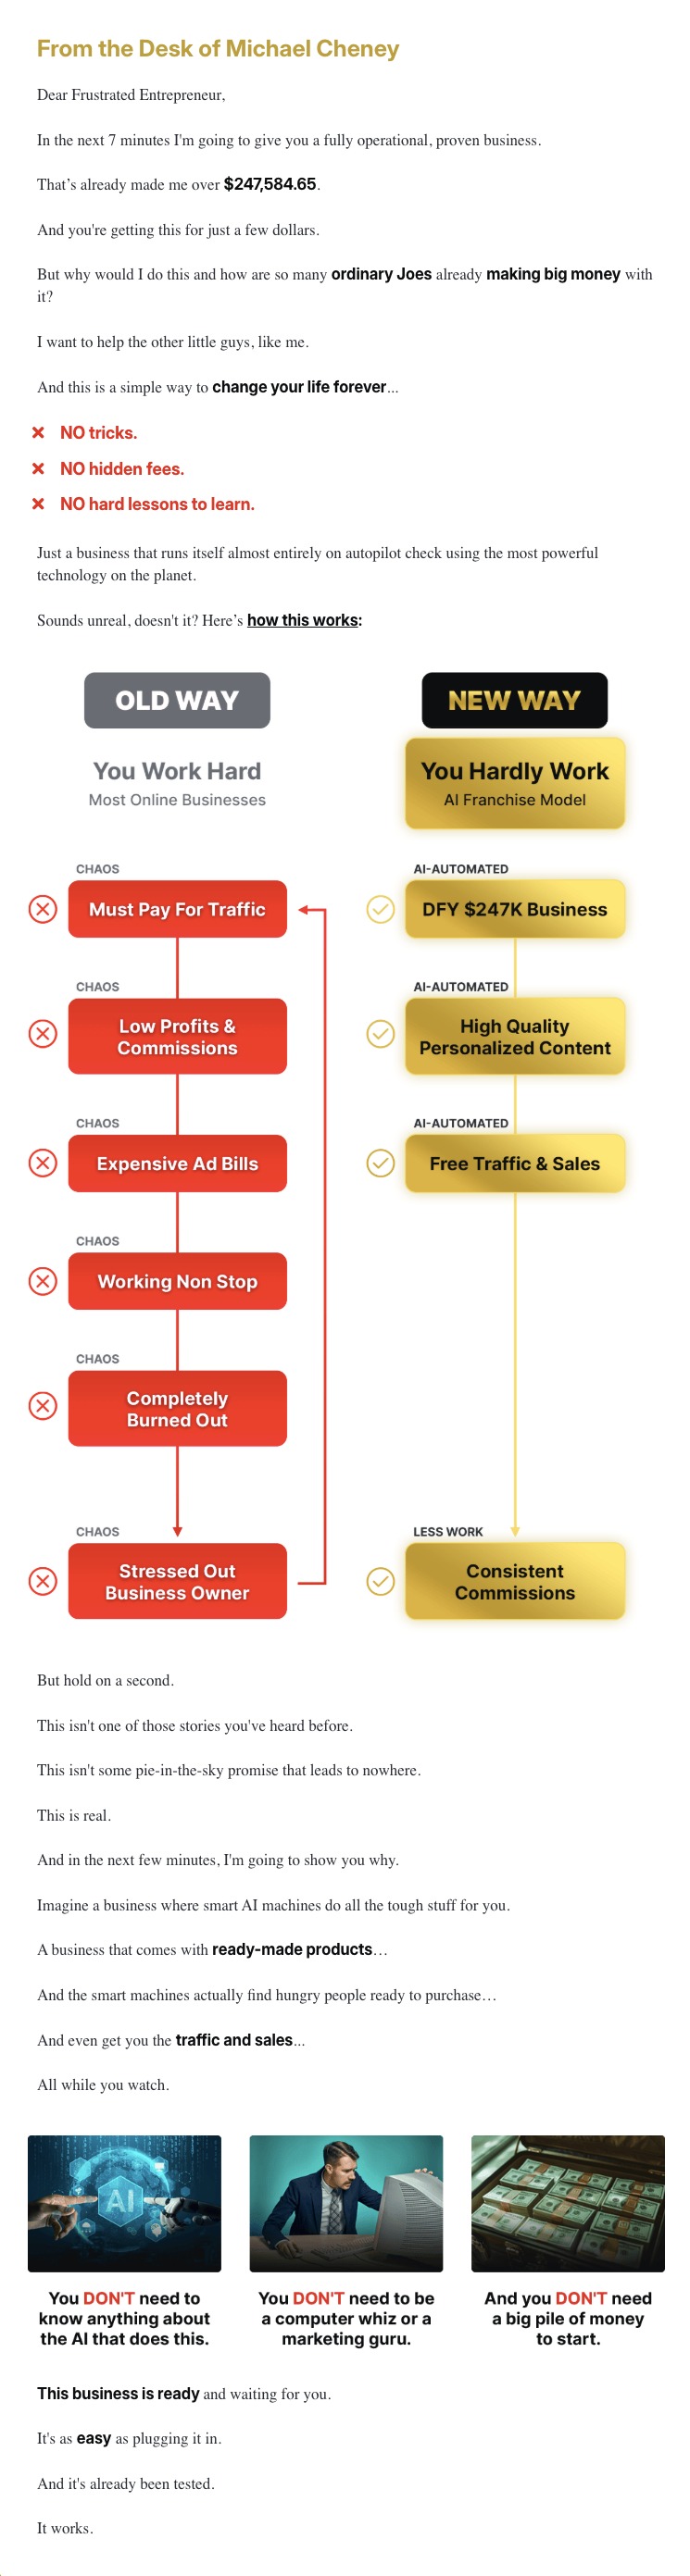 From the Desk of Michael Cheney
Dear Frustrated Entrepreneur,
In the next 7 minutes I'm going to give you a fully operational, proven business.
That’s already made me over $247,584.65.
And you're getting this for just a few dollars.
But why would I do this and how are so many ordinary Joes already making big money with
it?
I want to help the other little guys, like me.
And this is a simple way to change your life forever...
NO tricks.
NO hidden fees.
NO hard lessons to learn.
Just a business that runs itself almost entirely on autopilot check using the most powerful
technology on the planet.
Sounds unreal, doesn't it? Here’s how this works:
OLD WAY
You Work Hard
Most Online Businesses
CHAOS
Must Pay For Traffic
CHAOS
Low Profits &
Commissions
CHAOS
Expensive Ad Bills
CHAOS
Working Non Stop
CHAOS
Completely
Burned Out
CHAOS
Stressed Out
Business Owner
NEW WAY
You Hardly Work
AI Franchise Model
AI-AUTOMATED
DFY $247K Business
AI-AUTOMATED
High Quality
Personalized Content
AI-AUTOMATED
Free Traffic & Sales
LESS WORK
Consistent
Commissions
But hold on a second.
This isn't one of those stories you've heard before.
This isn't some pie-in-the-sky promise that leads to nowhere.
This is real.
And in the next few minutes, I'm going to show you why.
Imagine a business where smart AI machines do all the tough stuff for you.
A business that comes with ready-made products…
And the smart machines actually find hungry people ready to purchase…
And even get you the traffic and sales...
All while you watch.
AI
You DON'T need to
know anything about
the AI that does this.
You DON'T need to be
a computer whiz or a
marketing guru.
And you DON'T need
a big pile of money
to start.
This business is ready and waiting for you.
It's as easy as plugging it in.
And it's already been tested.
It works.